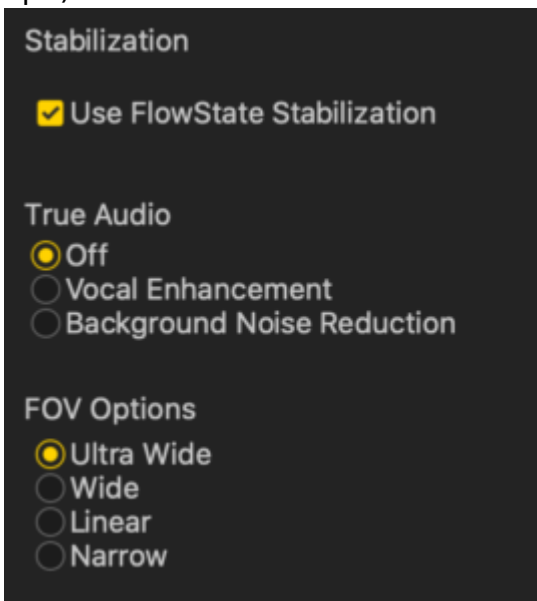 Stabilization
Use FlowState Stabilization
True Audio
Off
Vocal Enhancement
Background Noise Reduction
FOV Options
Ultra Wide
Wide
Linear
Narrow